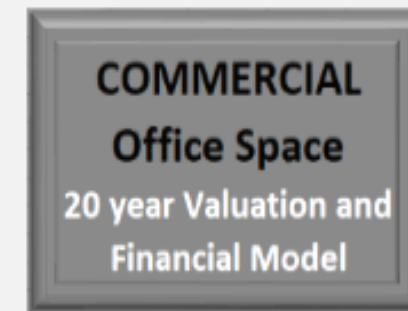 COMMERCIAL
Office Space
20 year Valuation and
Financial Model